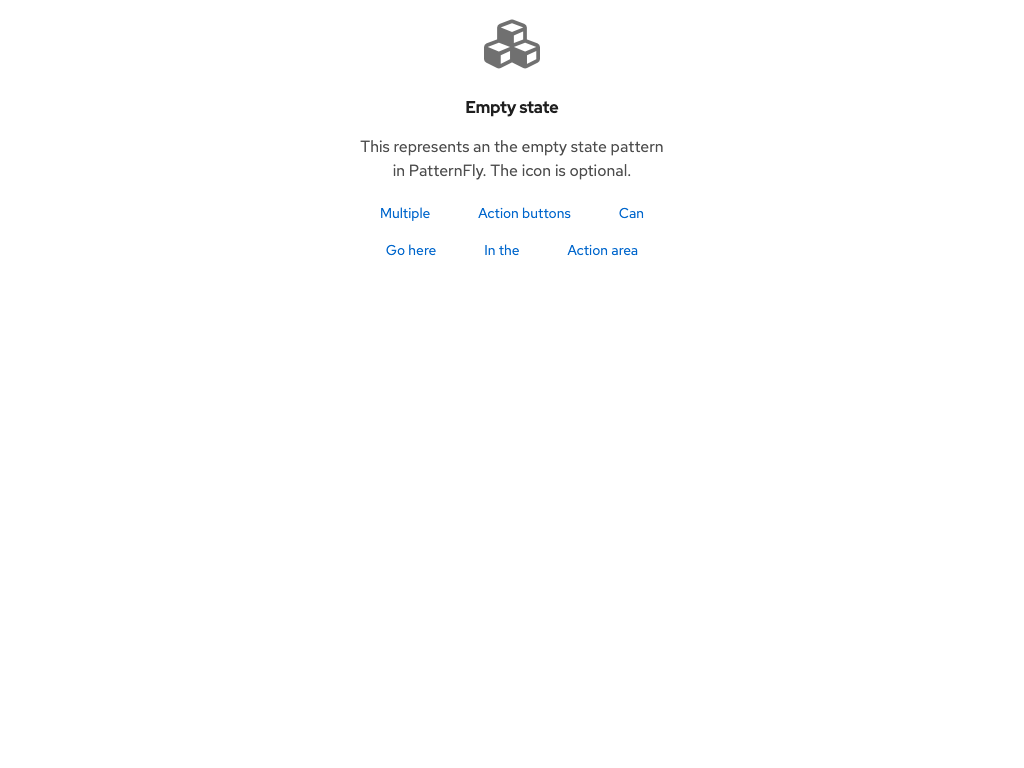 Empty state
This represents an the empty state pattern
in PatternFly. The icon is optional.
Multiple Action buttons Can
Go here In the Action area